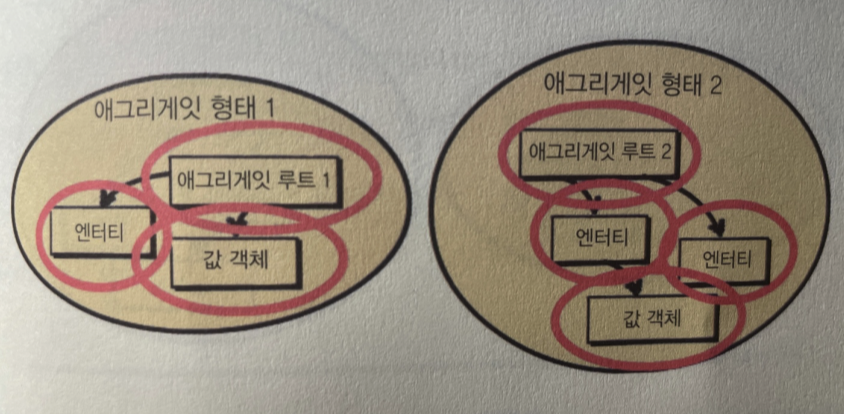 애그리게잇 형태 1
애그리게잇 루트 1
엔터티
값 객체
애그리게잇 형태 2
애그리게잇 루트 2
엔터티
엔터티
값 객체